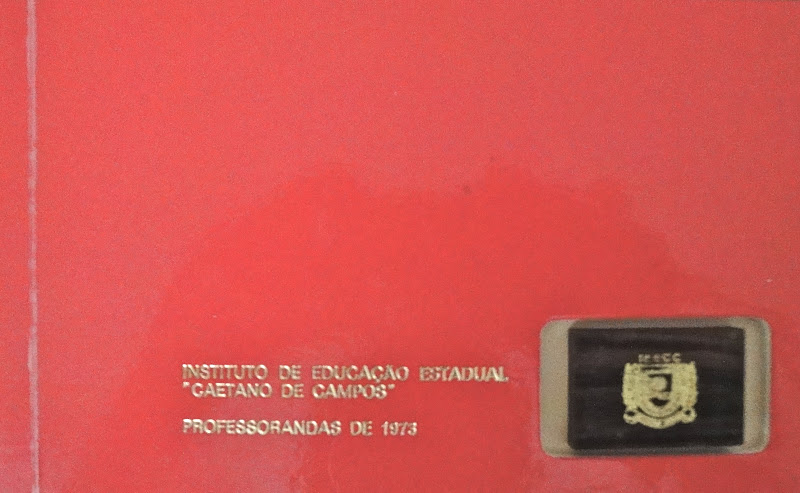 INSTITUTO DE EDUCAÇÃO ESTADUAL
"CAETANO DE CAMPOS"
PROFESSORANDAS DE 1973